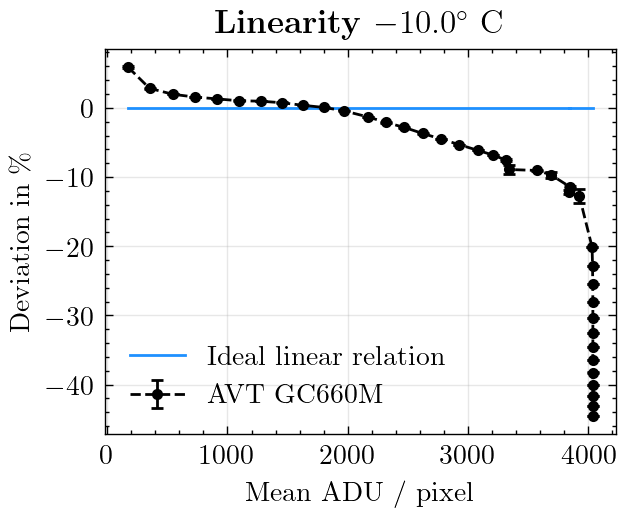 Linearity −10.0° C
0
−10
−20
−30
−40
Deviation in %
Ideal linear relation
AVT GC660M
0 1000 2000 3000 4000
Mean ADU / pixel